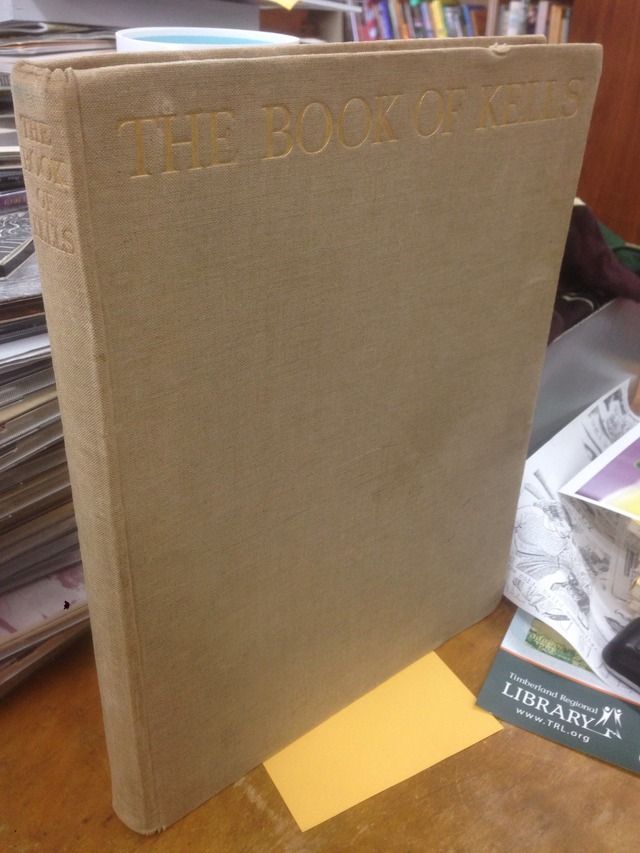 THE BOOK OF KELLS
THE
BOOK
OF
KELLS
Timberland Regional
LIBRARY
www.TRL.org